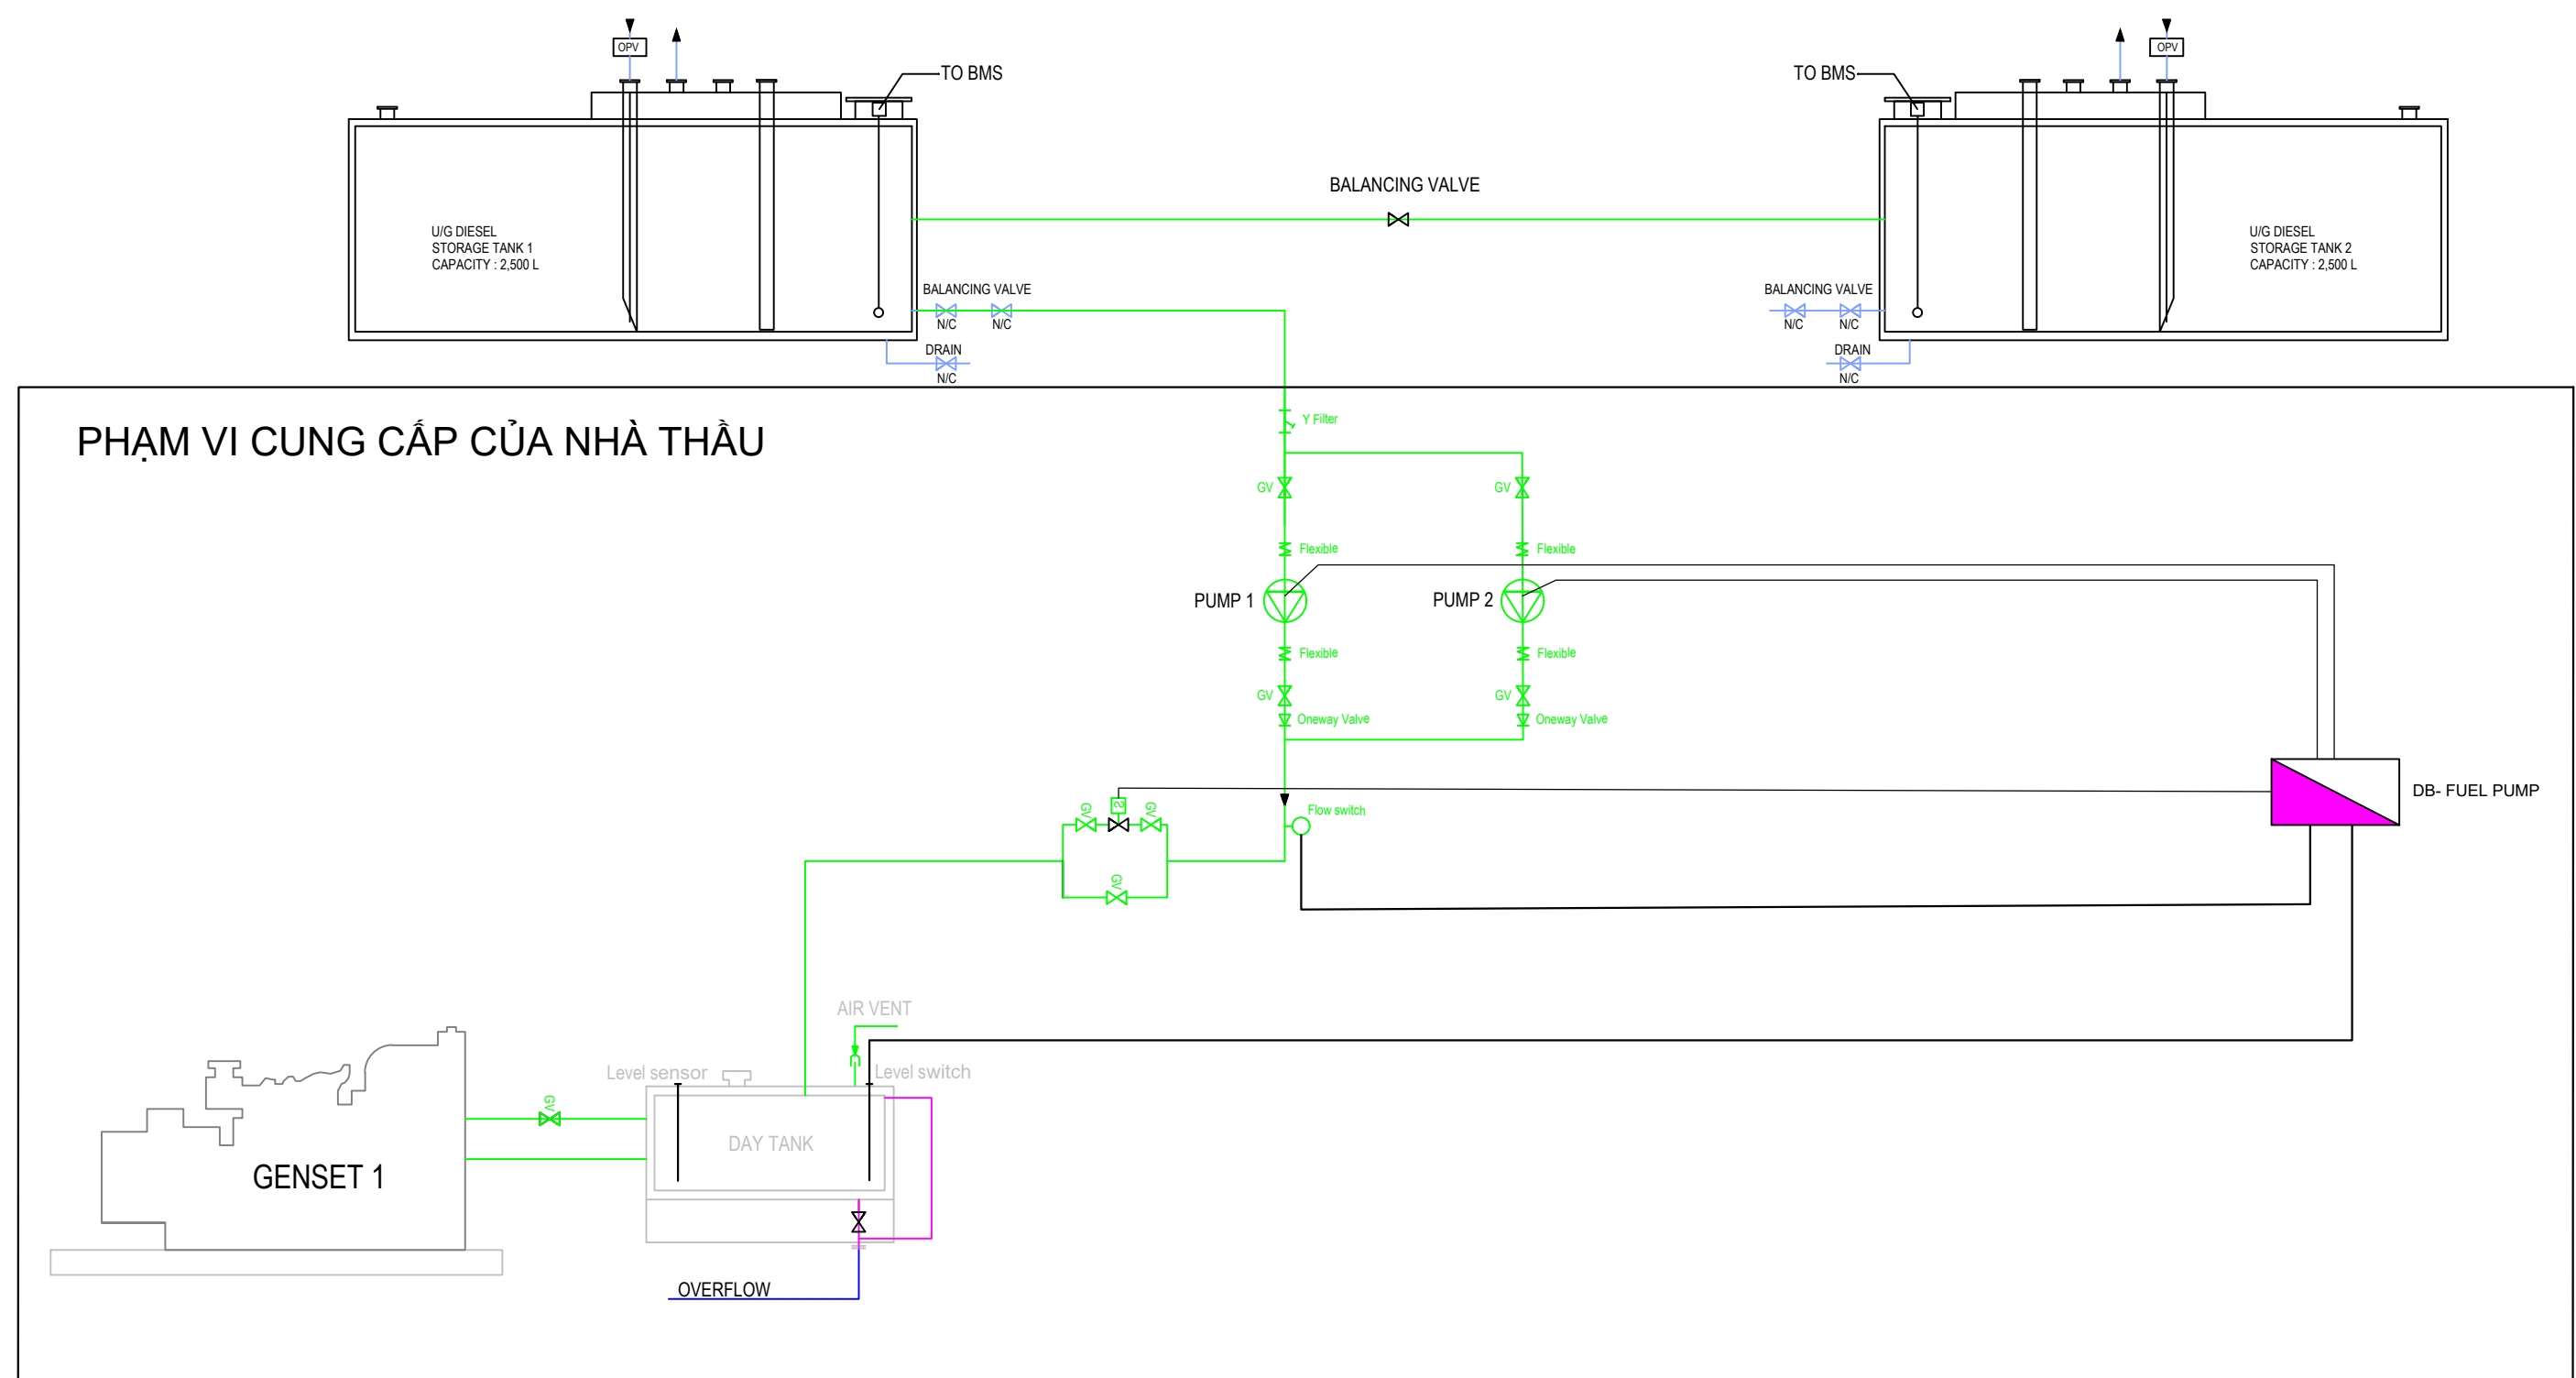 OPV
OPV
TO BMS
TO BMS
BALANCING VALVE
U/G DIESEL
STORAGE TANK 1
CAPACITY : 2,500 L
U/G DIESEL
STORAGE TANK 2
CAPACITY : 2,500 L
BALANCING VALVE
N/C
N/C
BALANCING VALVE
N/C
N/C
DRAIN
N/C
DRAIN
N/C
PHẠM VI CUNG CẤP CỦA NHÀ THẦU
Y Filter
GV
GV
Flexible
Flexible
PUMP 1
PUMP 2
Flexible
Flexible
GV
GV
Oneway Valve
Oneway Valve
DB- FUEL PUMP
GV
S
GV
Flow switch
GV
AIR VENT
Level sensor
Level switch
GV
DAY TANK
GENSET 1
OVERFLOW